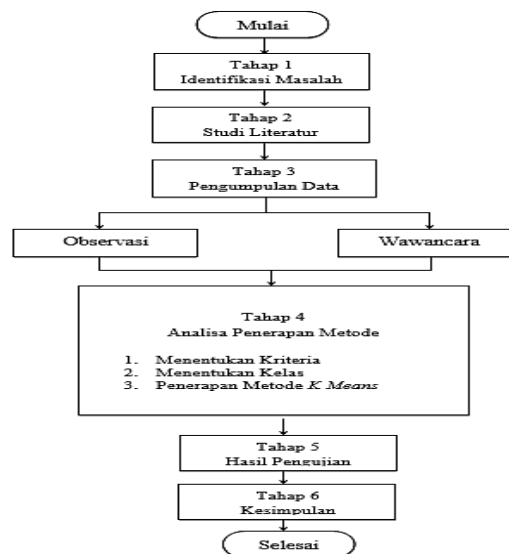 Mulai
Tahap 1
Identifikasi Masalah
Tahap 2
Studi Literatur
Tahap 3
Pengumpulan Data
Observasi
Wawancara
Tahap 4
Analisa Penerapan Metode
1. Menentukan Kriteria
2. Menentukan Kelas
3. Penerapan Metode K Means
Tahap 5
Hasil Pengujian
Tahap 6
Kesimpulan
Selesai